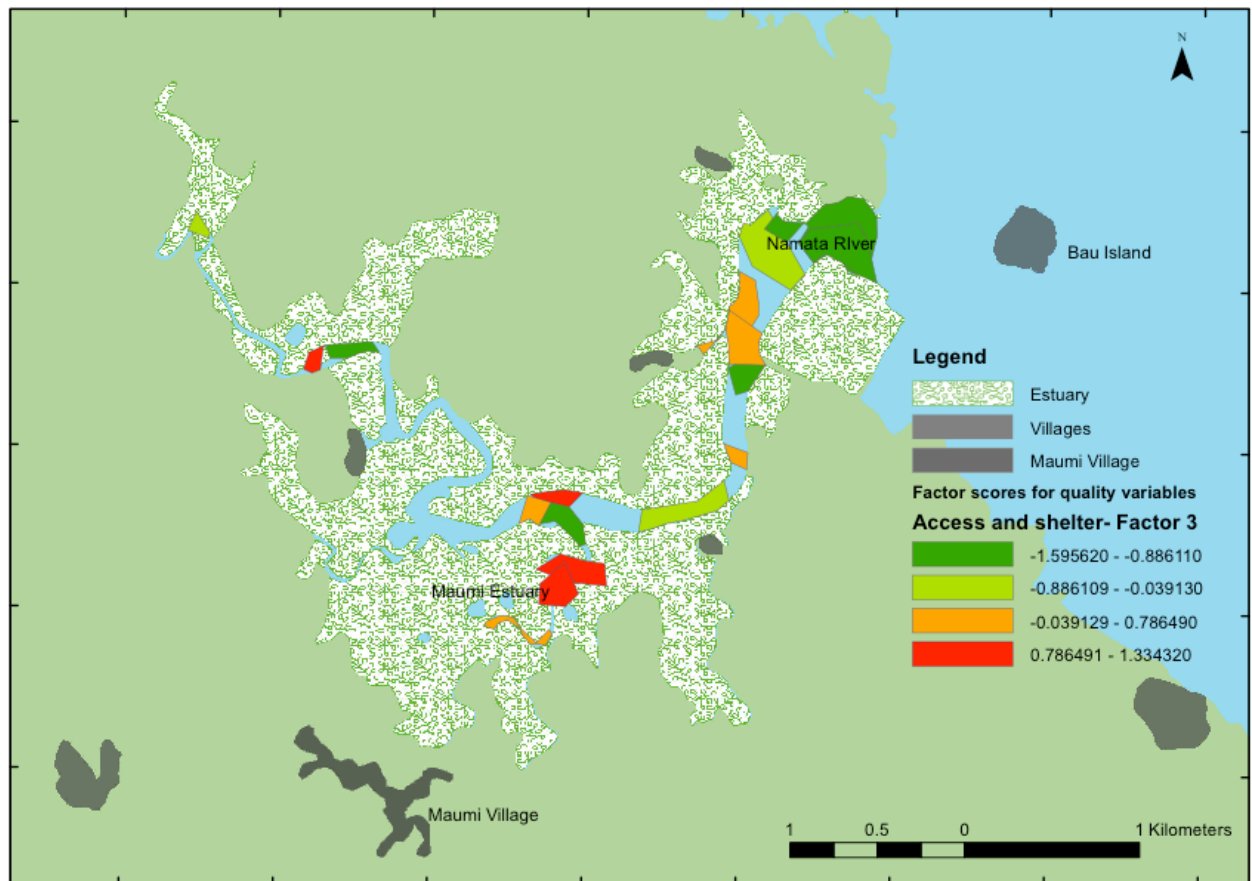 N
Namata RIver
Bau Island
Legend
Estuary
Villages
Maumi Village
Factor scores for quality variables
Access and shelter- Factor 3
-1.595620 - -0.886110
-0.886109 - -0.039130
-0.039129 - 0.786490
0.786491 - 1.334320
Maumi Estuary
Maumi Village
1 0.5 0 1 Kilometers